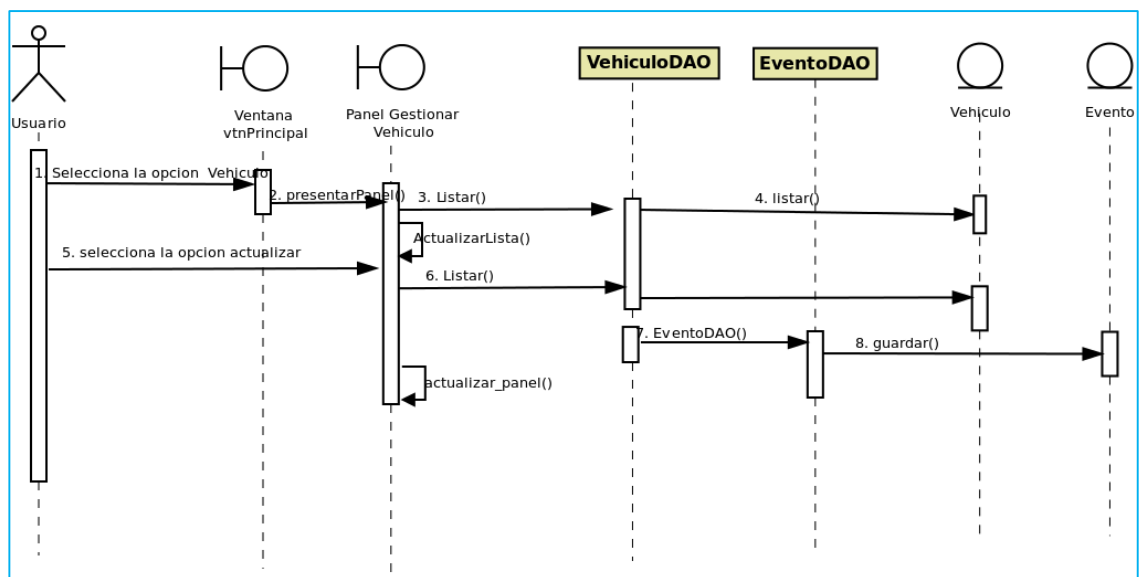 VehiculoDAO
EventoDAO
Usuario
Ventana
vtnPrincipal
Panel Gestionar
Vehiculo
Vehiculo
Evento
1. Selecciona la opcion  Vehiculo
2. presentarPanel()
3. Listar()
4. listar()
ActualizarLista()
5. selecciona la opcion actualizar
6. Listar()
7. EventoDAO()
8. guardar()
actualizar_panel()